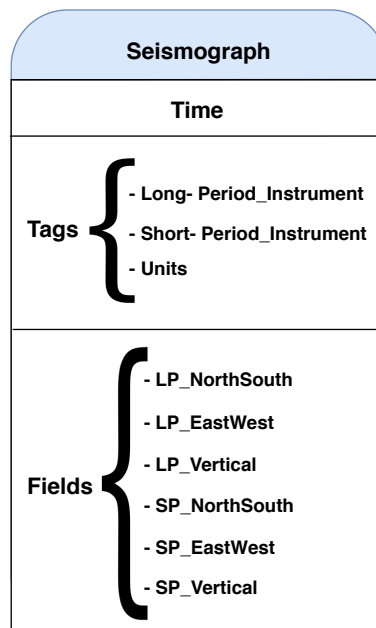 Seismograph
Time
Tags
- Long- Period_Instrument
- Short- Period_Instrument
- Units
Fields
- LP_NorthSouth
- LP_EastWest
- LP_Vertical
- SP_NorthSouth
- SP_EastWest
- SP_Vertical